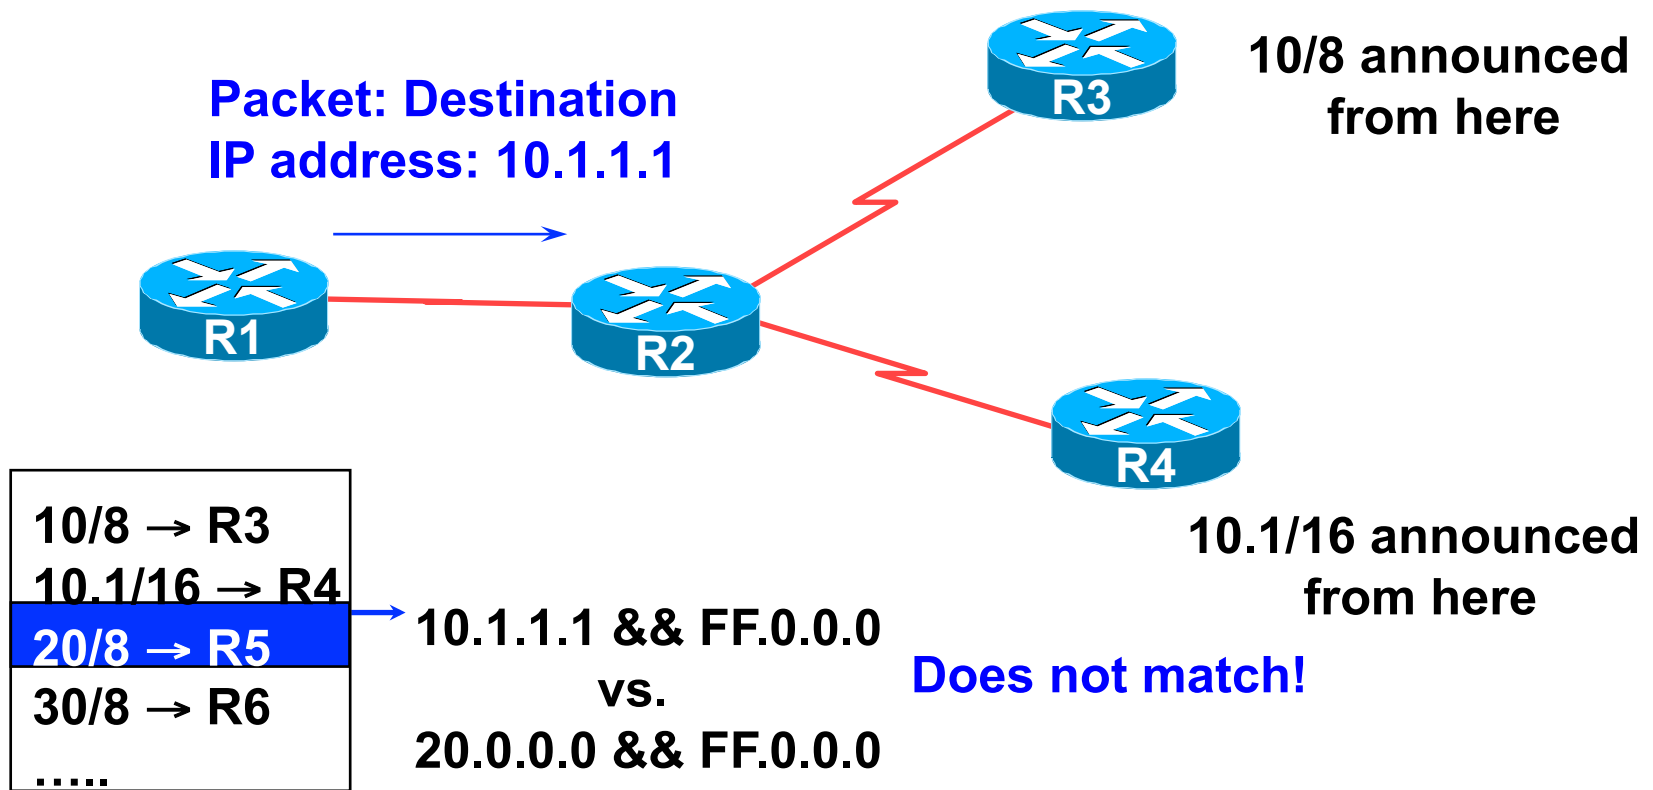 Packet: Destination
IP address: 10.1.1.1
R3
10/8 announced
from here
R1
R2
R4
10.1/16 announced
from here
10/8 → R3
10.1/16 → R4
20/8 → R5
30/8 → R6
…..
10.1.1.1 && FF.0.0.0
vs.
20.0.0.0 && FF.0.0.0
Does not match!